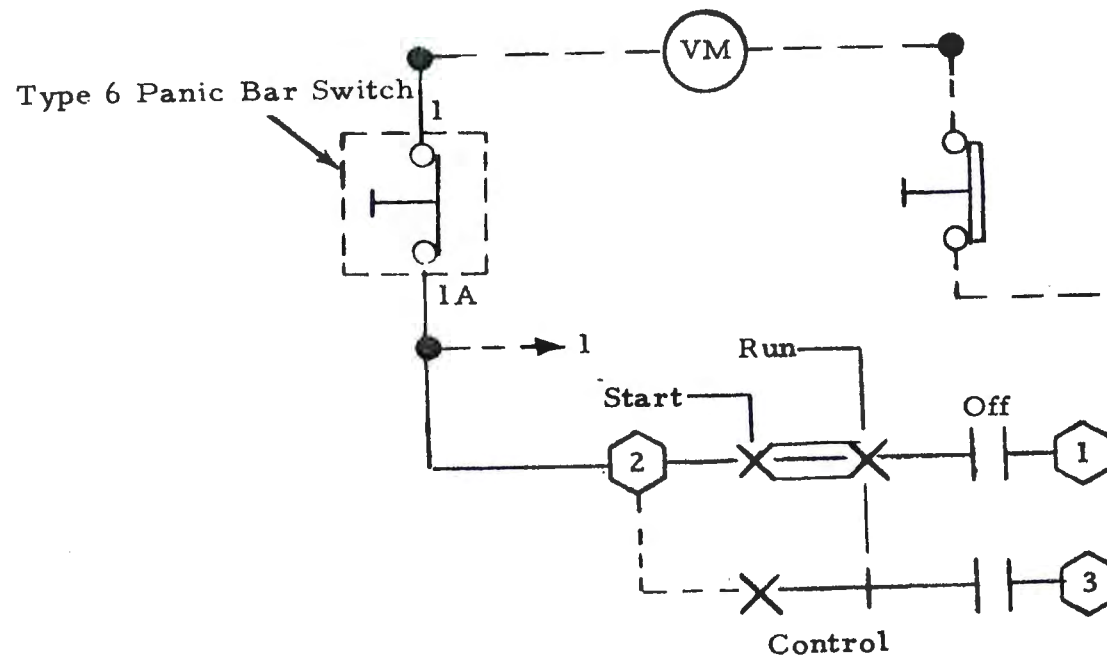 VM
Type 6 Panic Bar Switch
1
1A
1
Run
Start
Off
2
1
3
Control